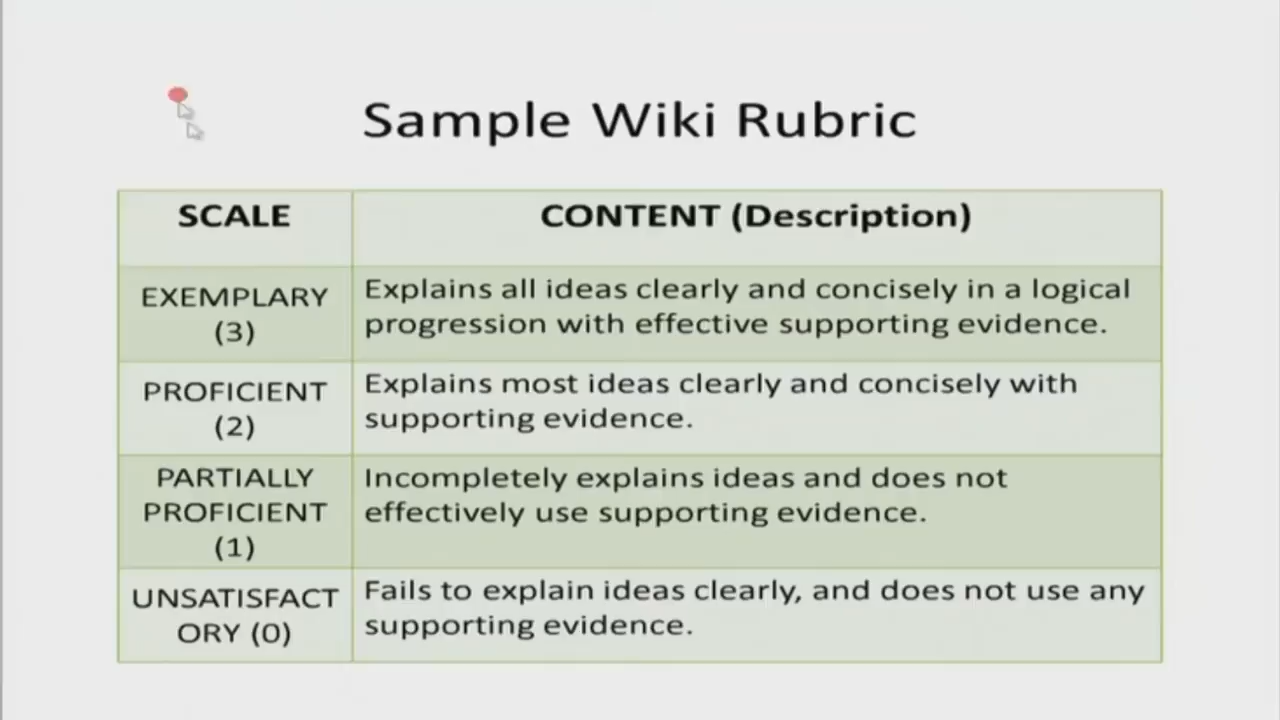 Sample Wiki Rubric
SCALE
CONTENT (Description)
EXEMPLARY
(3)
Explains all ideas clearly and concisely in a logical
progression with effective supporting evidence.
PROFICIENT
(2)
Explains most ideas clearly and concisely with
supporting evidence.
PARTIALLY
PROFICIENT
(1)
Incompletely explains ideas and does not
effectively use supporting evidence.
UNSATISFACT
ORY (0)
Fails to explain ideas clearly, and does not use any
supporting evidence.